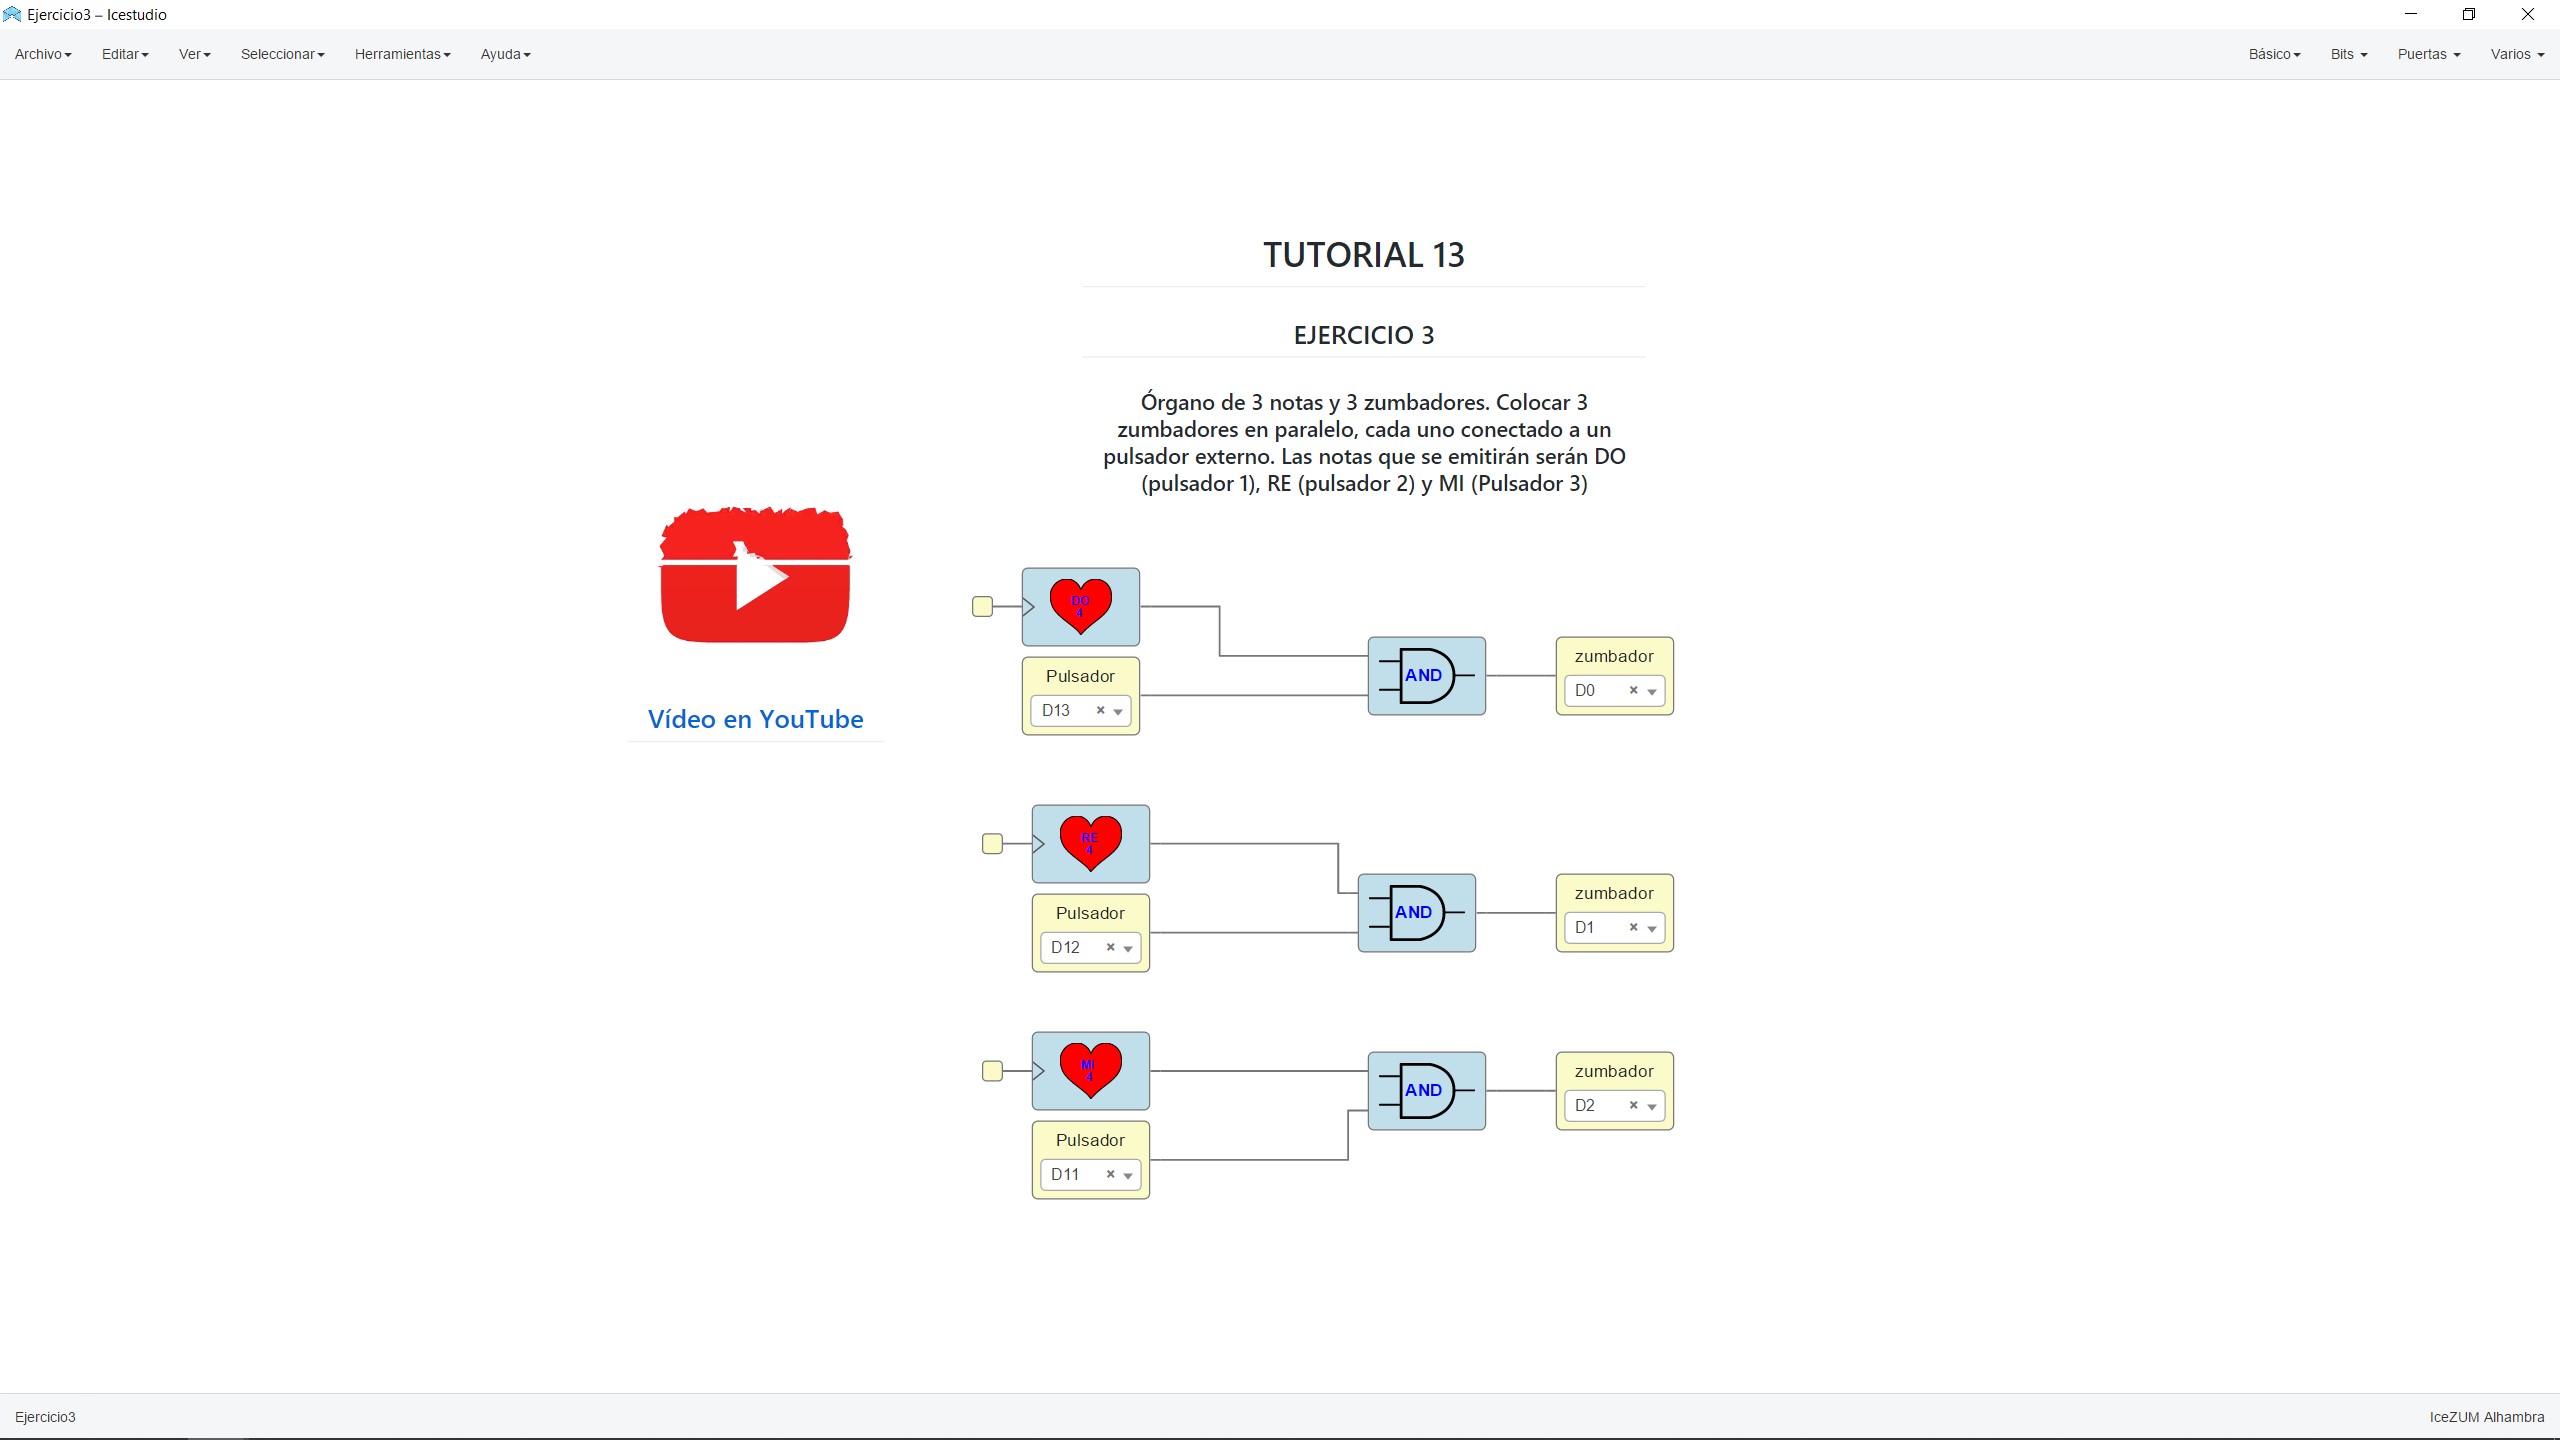 Ejercicio3 – Icestudio
Archivo Editar Ver Seleccionar Herramientas Ayuda Básico Bits Puertas Varios
TUTORIAL 13
EJERCICIO 3
Órgano de 3 notas y 3 zumbadores. Colocar 3
zumbadores en paralelo, cada uno conectado a un
pulsador externo. Las notas que se emitirán serán DO
(pulsador 1), RE (pulsador 2) y MI (Pulsador 3)
Vídeo en YouTube
DO
4
Pulsador
D13
AND
zumbador
D0
RE
4
Pulsador
D12
AND
zumbador
D1
MI
4
Pulsador
D11
AND
zumbador
D2
Ejercicio3
IceZUM Alhambra